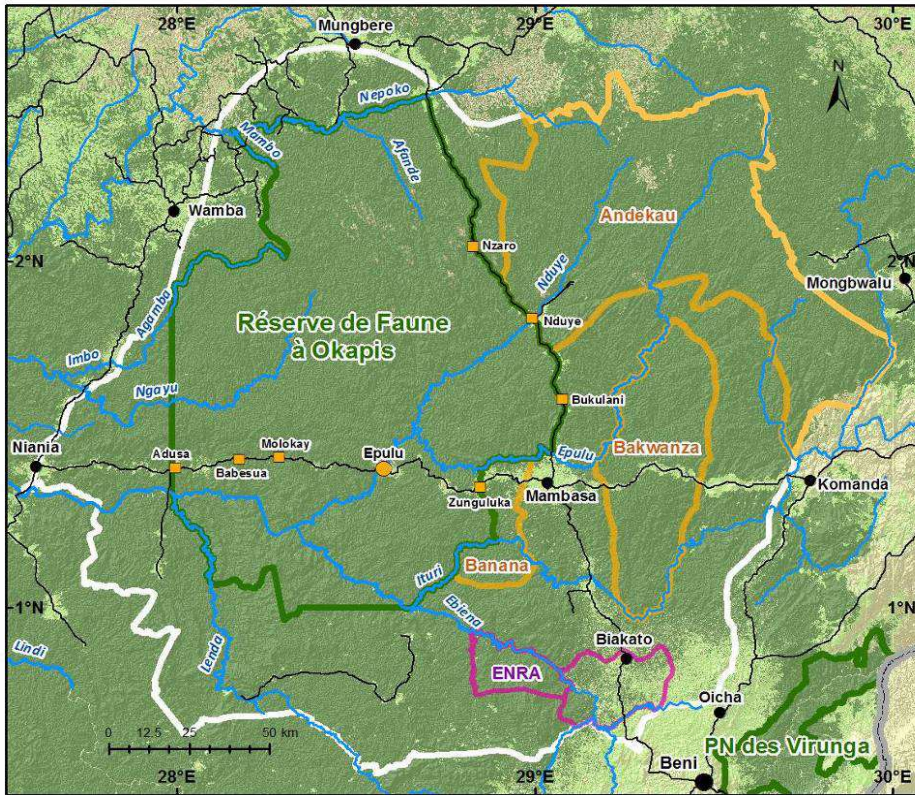 28°E
29°E
30°E
Mungbere
N
Nepoko
Mambo
Afande
Wamba
Andekau
Nzaro
2°N
2°N
Nduye
Mongbwalu
Agamba
Réserve de Faune
à Okapis
Nduye
Imbo
Ngayu
Bukulani
Niania
Adusa
Molokay
Babesua
Epulu
Epulu
Bakwanza
Zunguluka
Mambasa
Komanda
Banana
Ituri
1°N
Ebiena
1°N
Lindi
Lenda
Biakato
ENRA
Oicha
0 12.5 25 50 km
PN des Virunga
Beni
28°E
29°E
30°E